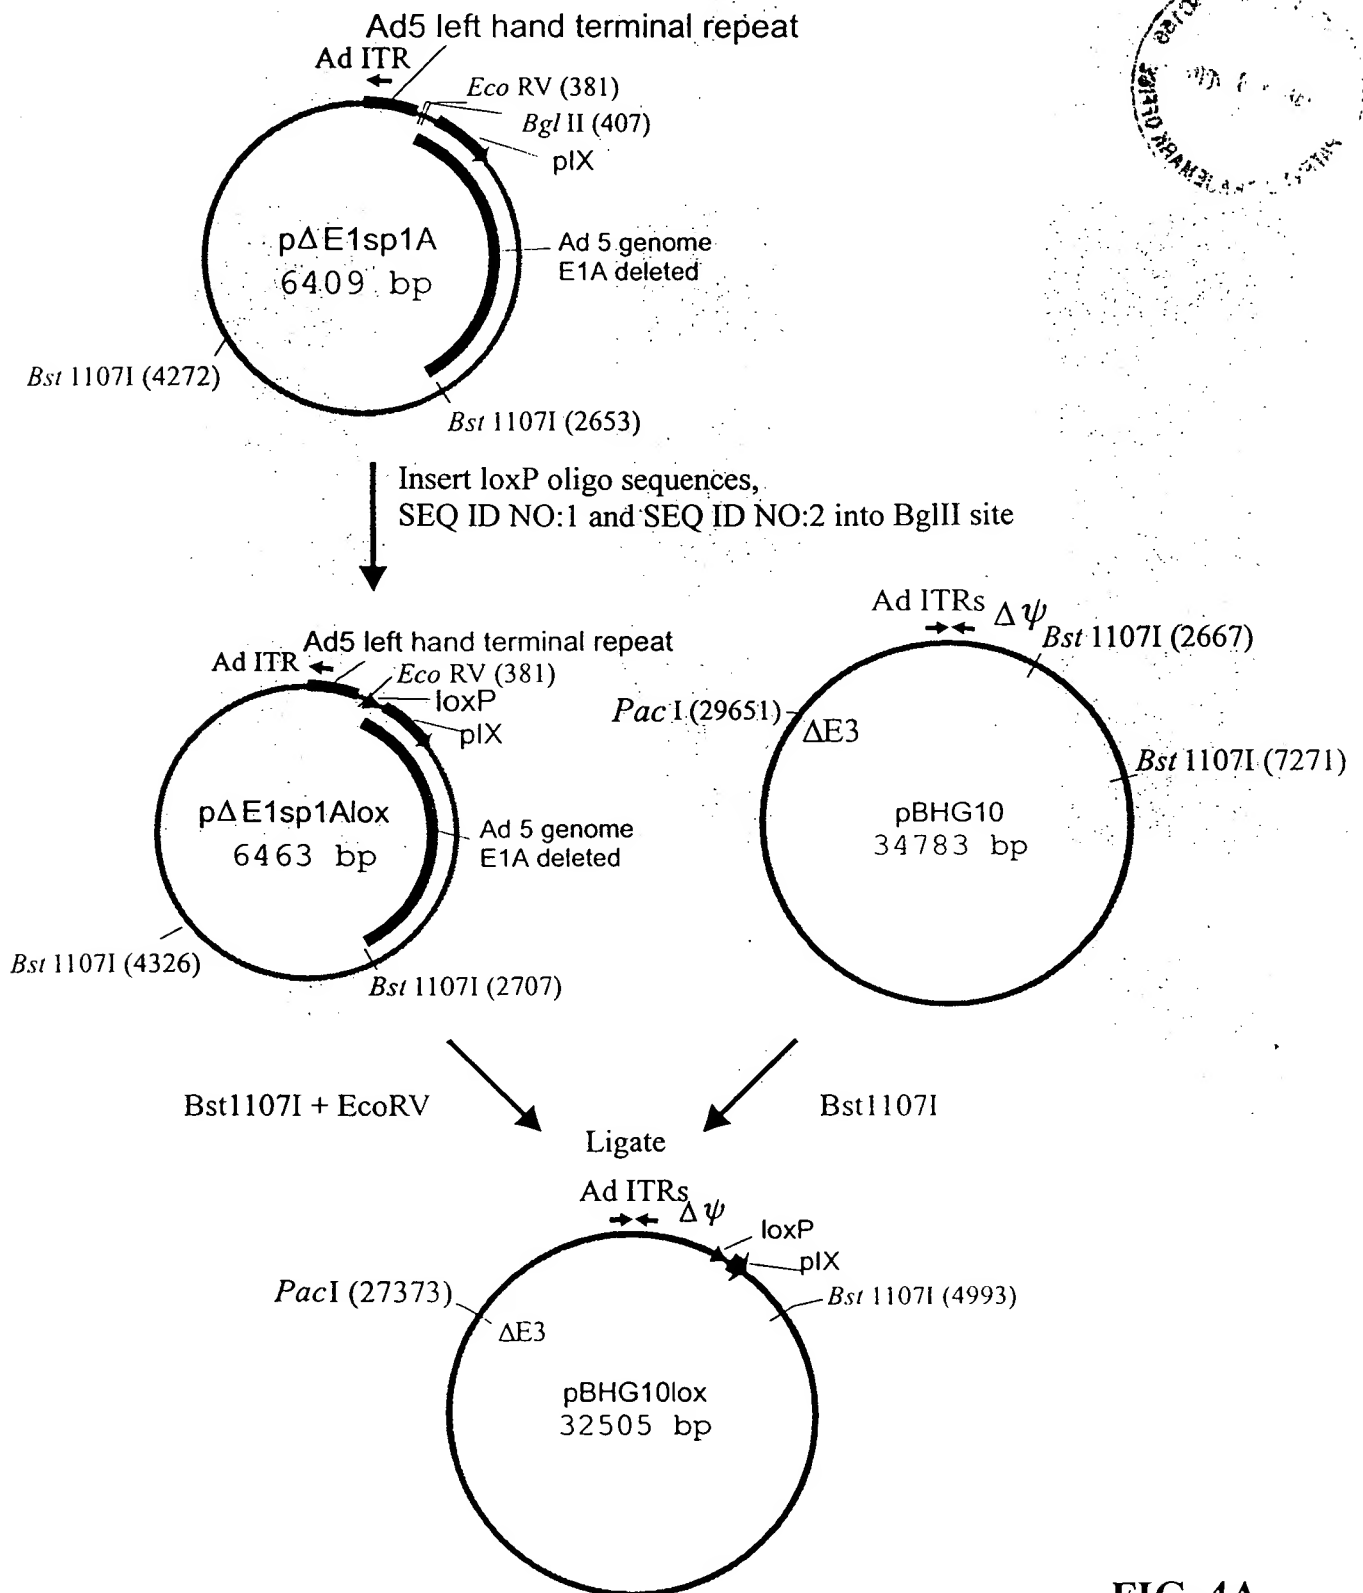 Ad5 left hand terminal repeat
Ad ITR
Eco RV (381)
Bgl II (407)
pIX
pΔE1sp1A
6409 bp
Ad 5 genome
E1A deleted
Bst 1107I (4272)
Bst 1107I (2653)
Insert loxP oligo sequences,
SEQ ID NO:1 and SEQ ID NO:2 into BglII site
Ad5 left hand terminal repeat
Ad ITR
Eco RV (381)
loxP
pIX
pΔE1sp1Alox
6463 bp
Ad 5 genome
E1A deleted
Bst 1107I (4326)
Bst 1107I (2707)
Ad ITRs Δψ
Bst 1107I (2667)
Pac I (29651)
ΔE3
Bst 1107I (7271)
pBHG10
34783 bp
Bst1107I + EcoRV
Bst1107I
Ligate
Ad ITRs Δψ
loxP
pIX
PacI (27373)
Bst 1107I (4993)
ΔE3
pBHG10lox
32505 bp
FIG. 4A